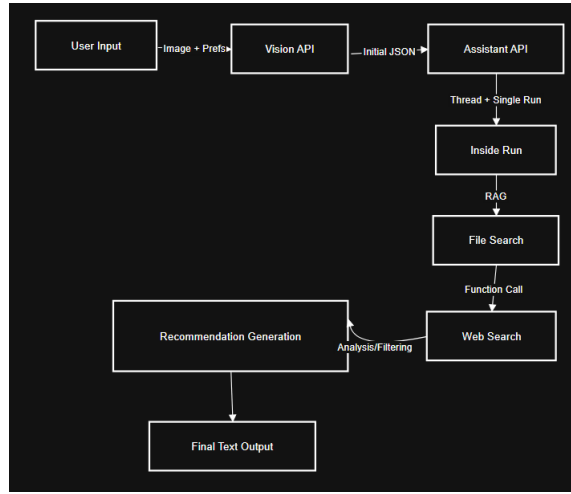 User Input
Image + Prefs
Vision API
Initial JSON
Assistant API
Thread + Single Run
Inside Run
RAG
File Search
Function Call
Web Search
Analysis/Filtering
Recommendation Generation
Final Text Output